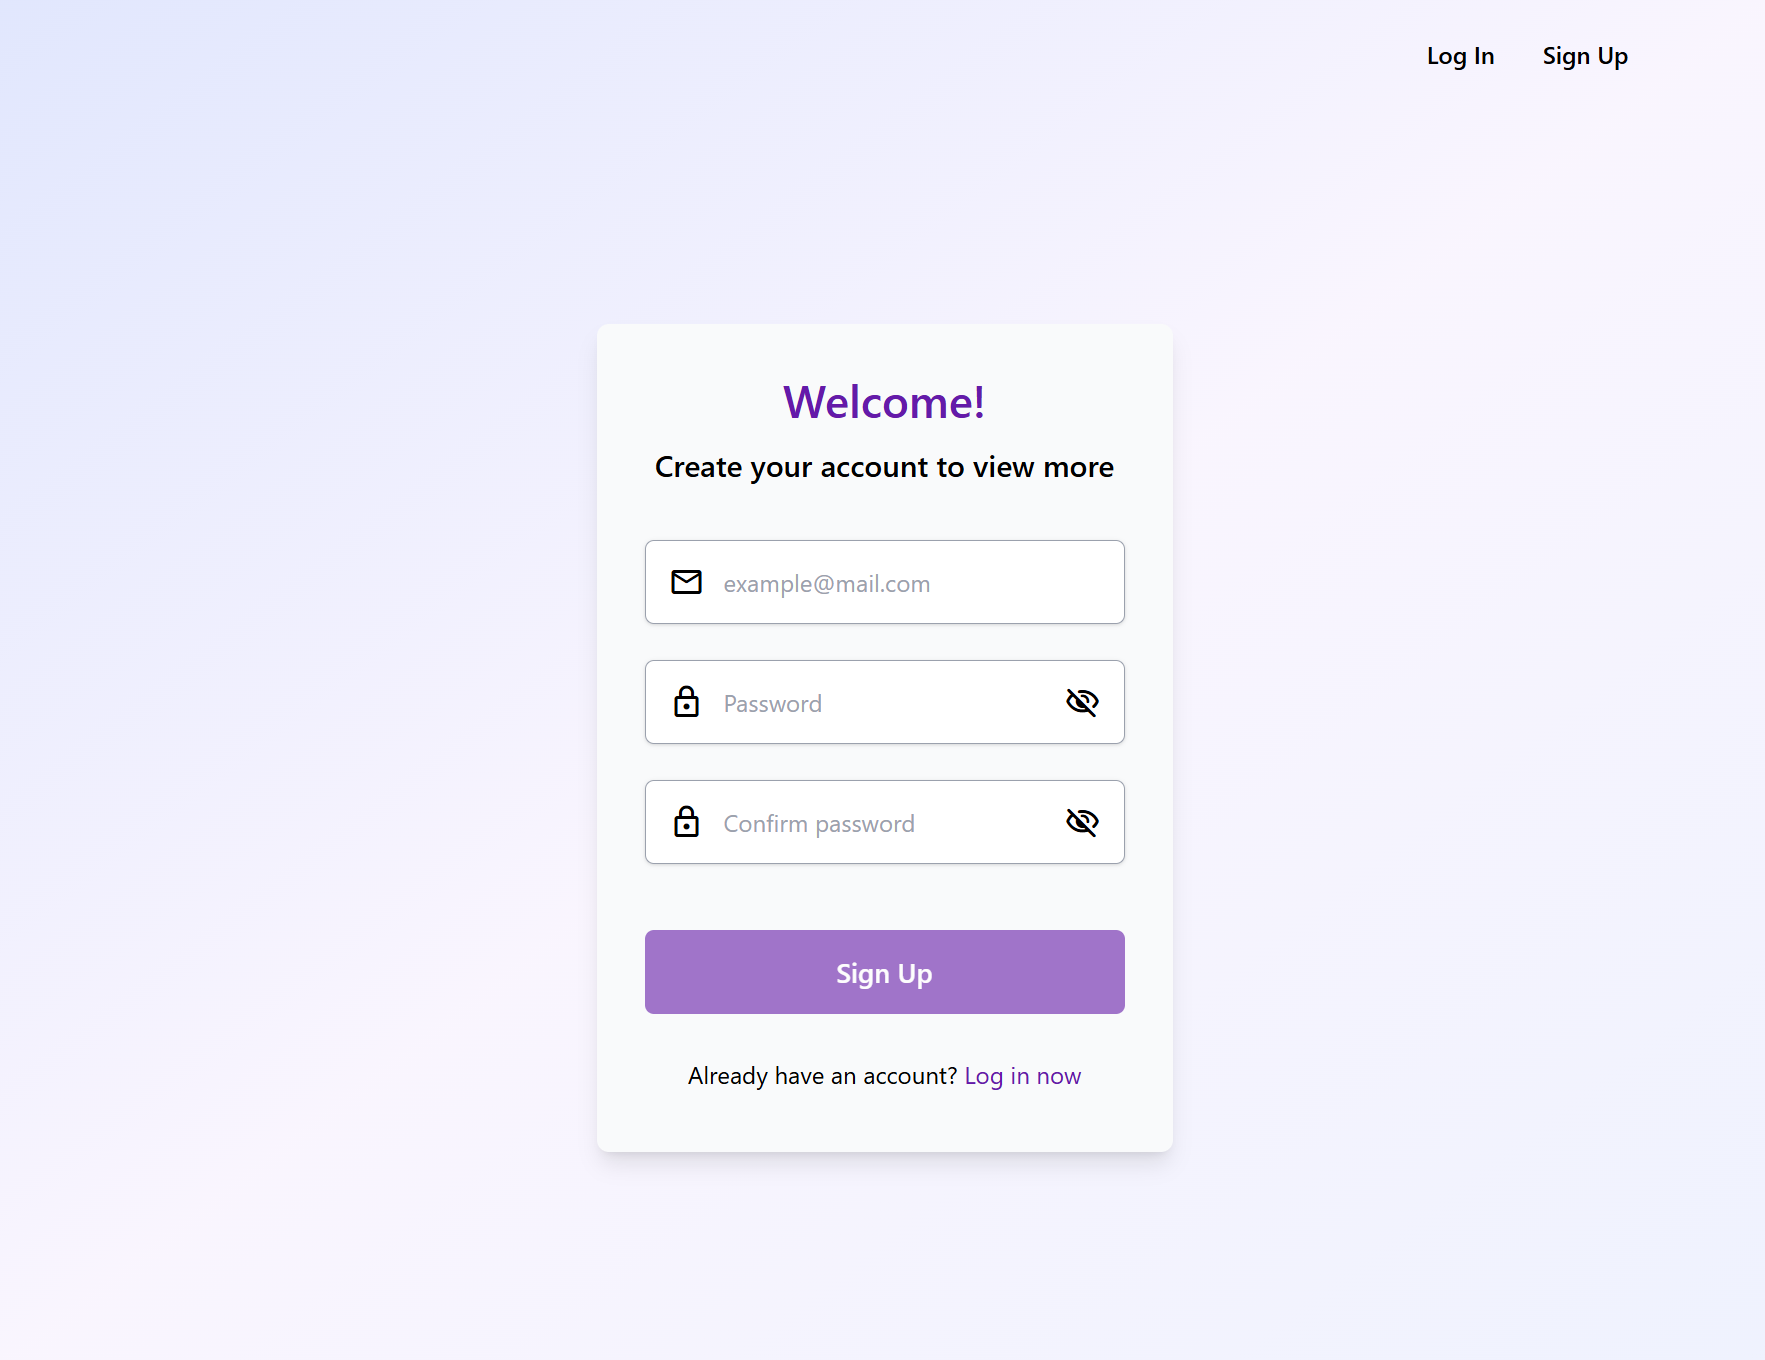 Log In Sign Up
Welcome!
Create your account to view more
example@mail.com
Password
Confirm password
Sign Up
Already have an account? Log in now